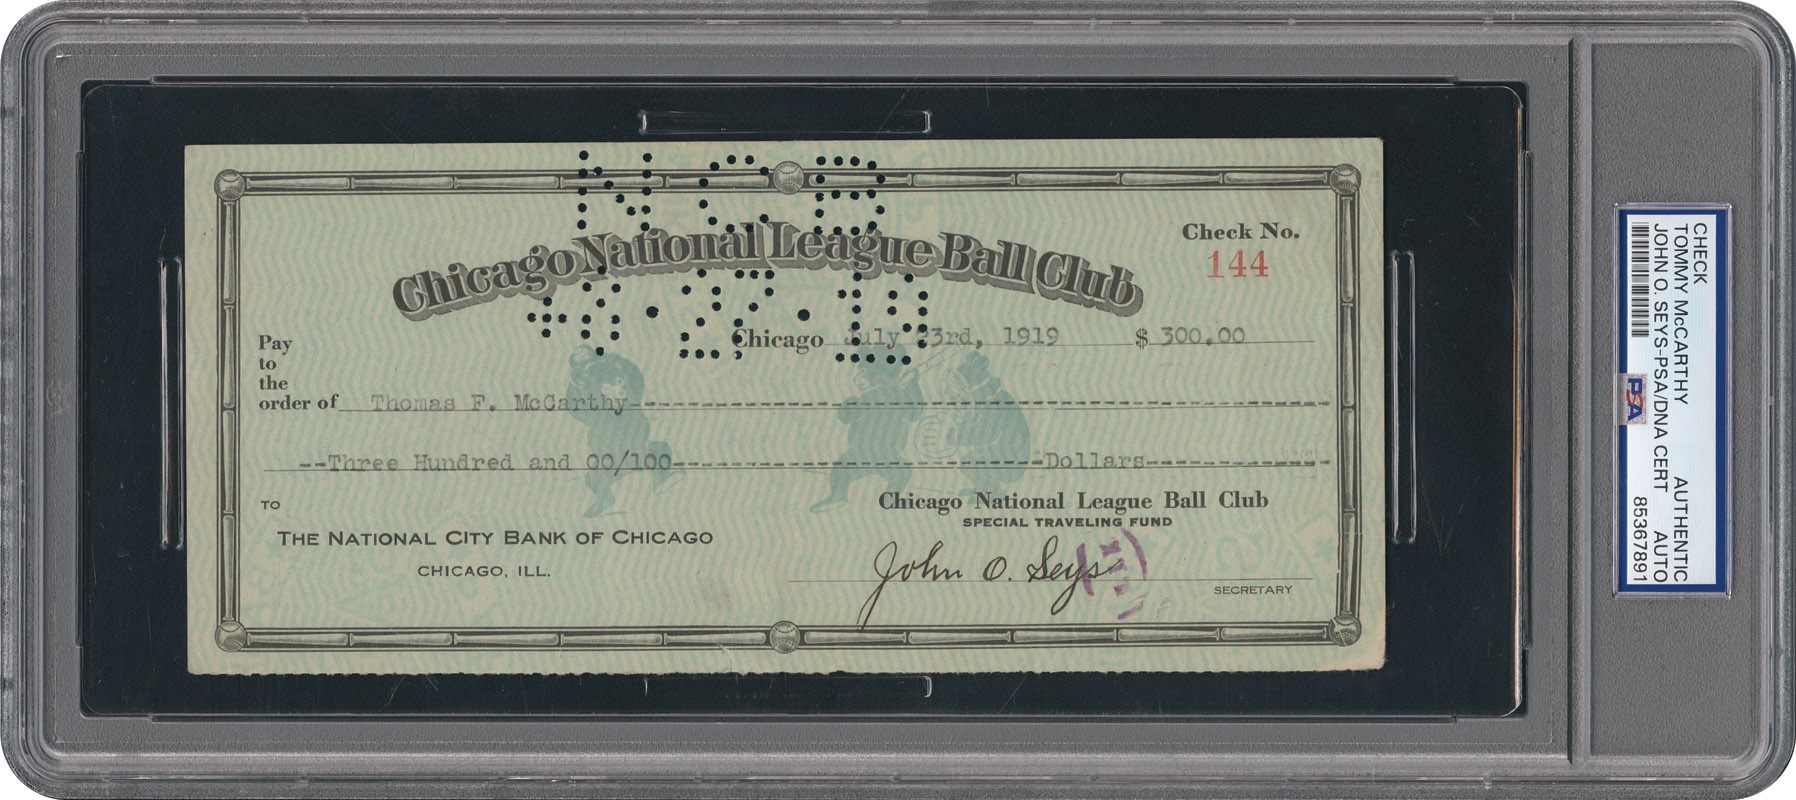 NCB
Chicago National League Ball Club
Check No.
144
27·19
Chicago July 23rd, 1919 $ 300.00
Pay
to
the
order of Thomas F. McCarthy
--Three Hundred and 00/100--Dollars--
Chicago National League Ball Club
SPECIAL TRAVELING FUND
TO
THE NATIONAL CITY BANK OF CHICAGO
CHICAGO, ILL.
John O. Seys
SECRETARY
CHECK AUTHENTIC
TOMMY McCARTHY AUTO
JOHN O. SEYS-PSA/DNA CERT 85367891
PSA